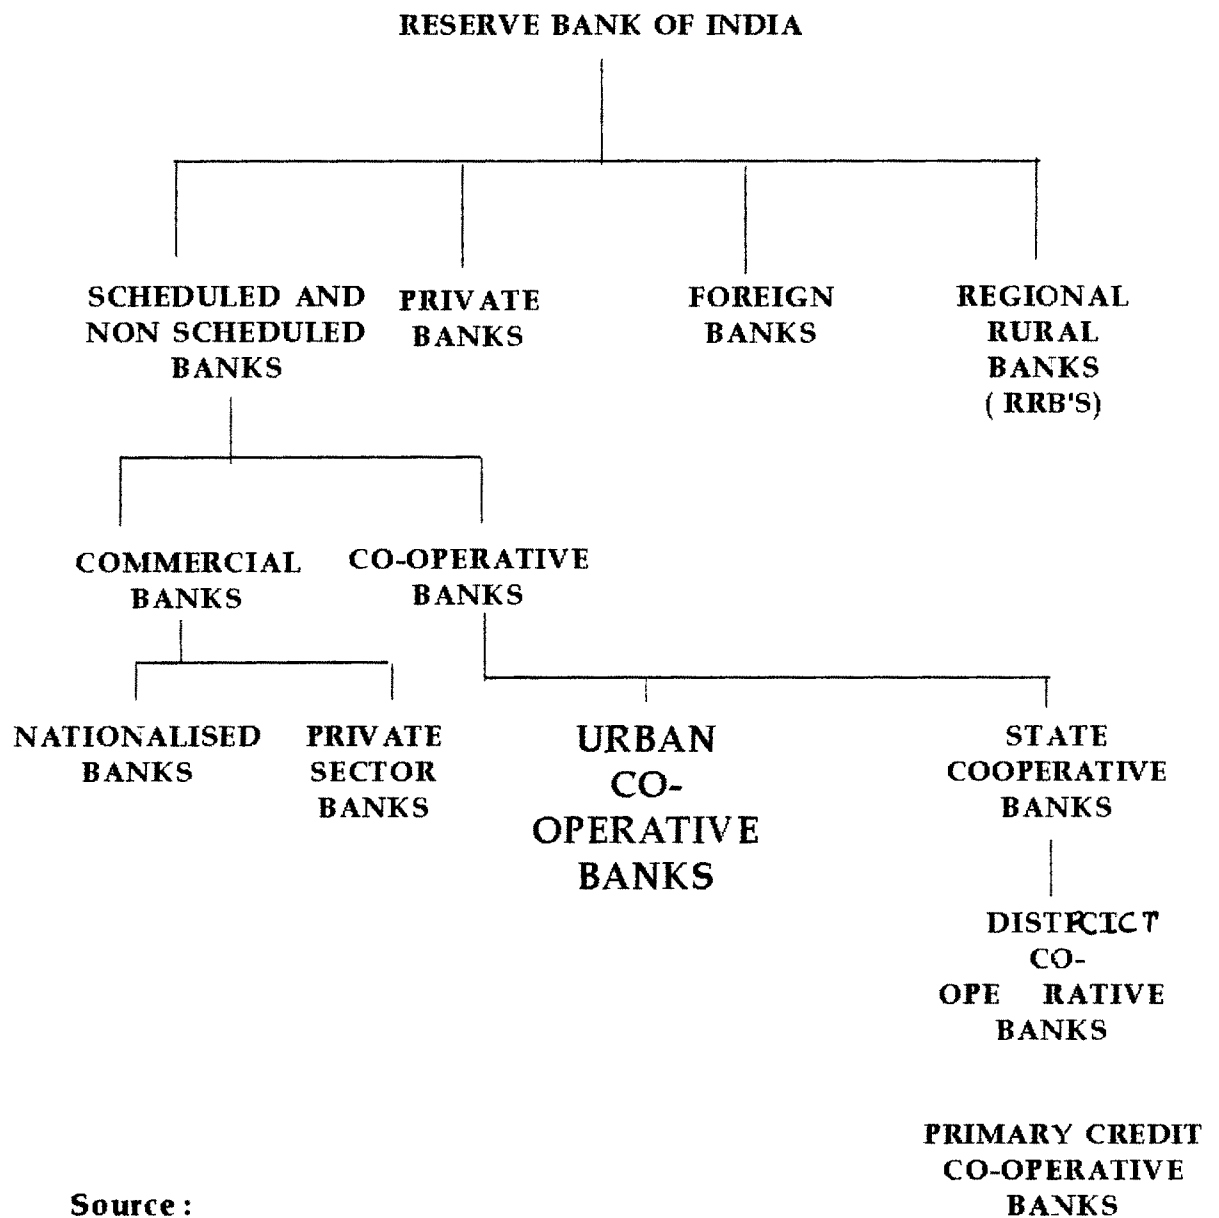 RESERVE BANK OF INDIA
SCHEDULED AND
NON SCHEDULED
BANKS
PRIVATE
BANKS
FOREIGN
BANKS
REGIONAL
RURAL
BANKS
( RRB'S)
COMMERCIAL
BANKS
CO-OPERATIVE
BANKS
NATIONALISED
BANKS
PRIVATE
SECTOR
BANKS
URBAN
CO-
OPERATIVE
BANKS
STATE
COOPERATIVE
BANKS
DISTRCICT
CO-
OPE RATIVE
BANKS
PRIMARY CREDIT
CO-OPERATIVE
BANKS
Source :